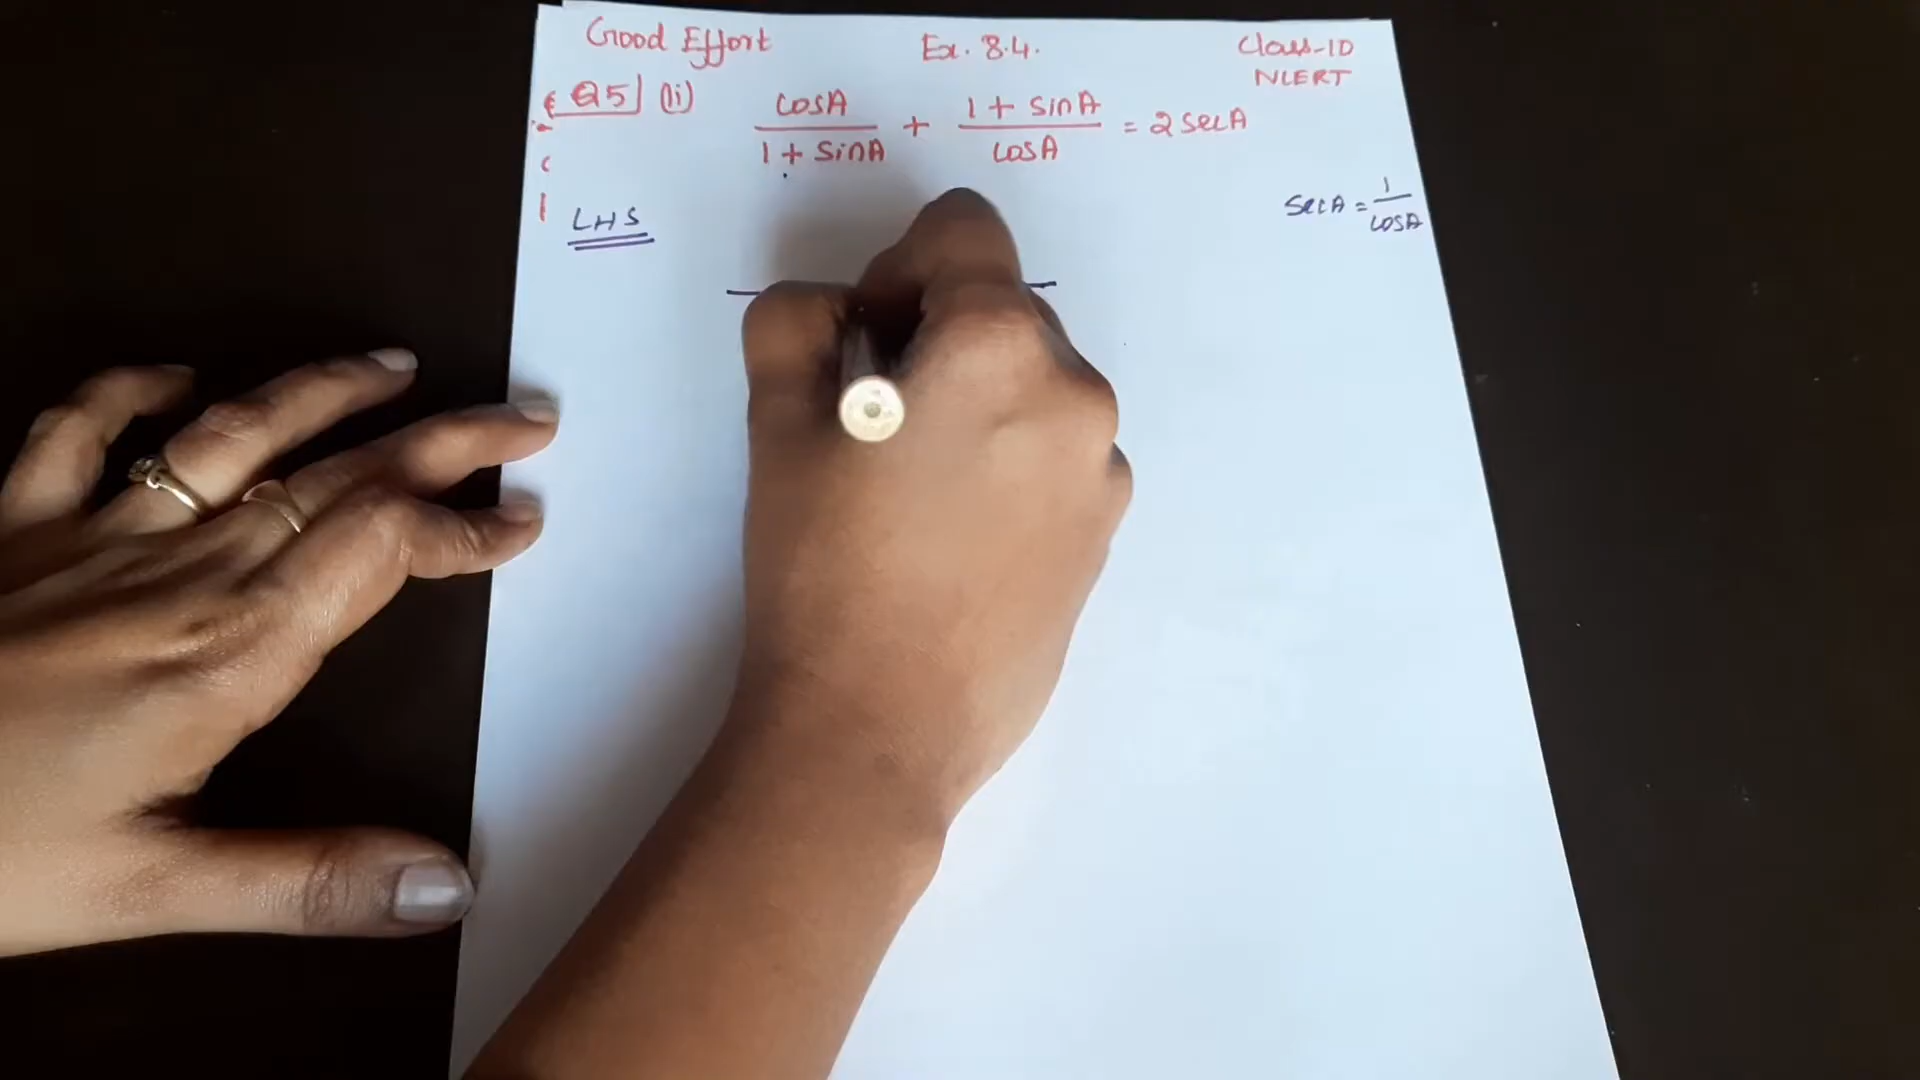 Good Effort Ex. 8.4. Class-10
NCERT
Q5 (ii) cosA / 1 + sinA + 1 + sinA / cosA = 2 secA
LHS
secA = 1 / cosA